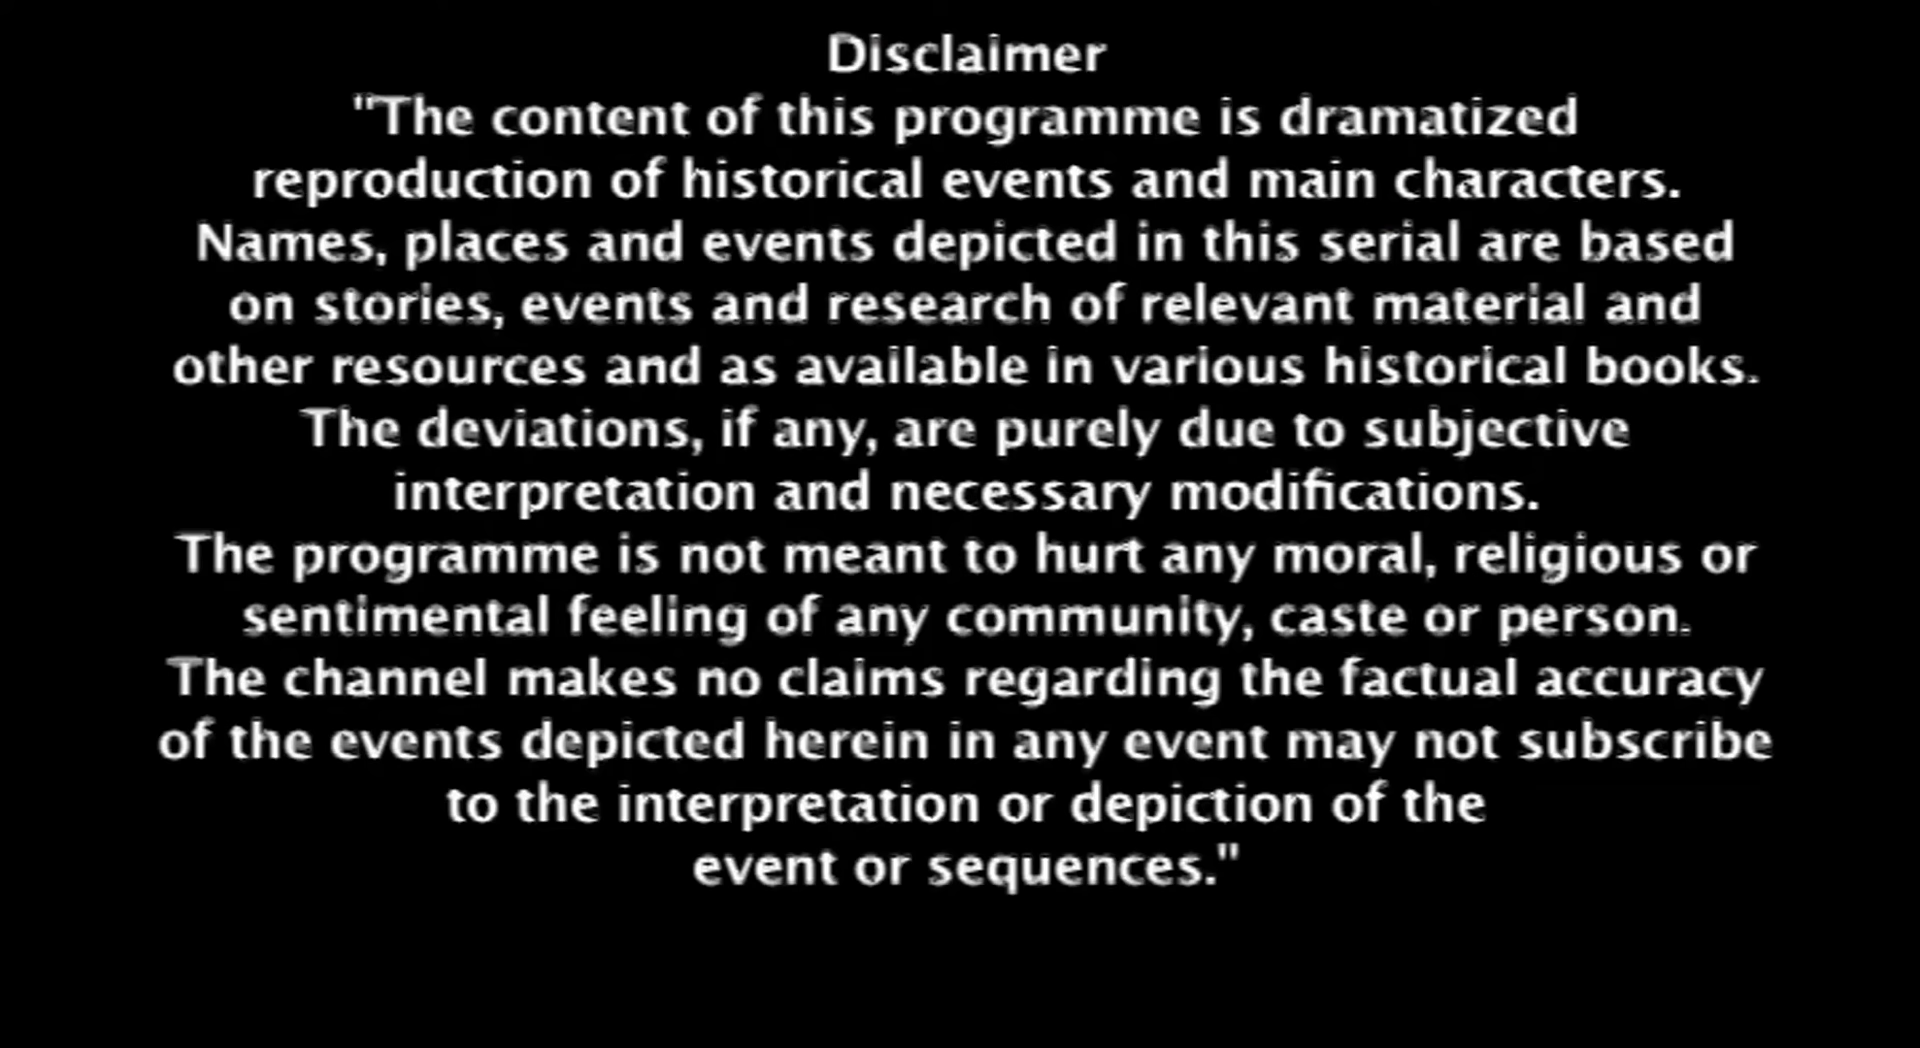 Disclaimer
"The content of this programme is dramatized
reproduction of historical events and main characters.
Names, places and events depicted in this serial are based
on stories, events and research of relevant material and
other resources and as available in various historical books.
The deviations, if any, are purely due to subjective
interpretation and necessary modifications.
The programme is not meant to hurt any moral, religious or
sentimental feeling of any community, caste or person.
The channel makes no claims regarding the factual accuracy
of the events depicted herein in any event may not subscribe
to the interpretation or depiction of the
event or sequences."